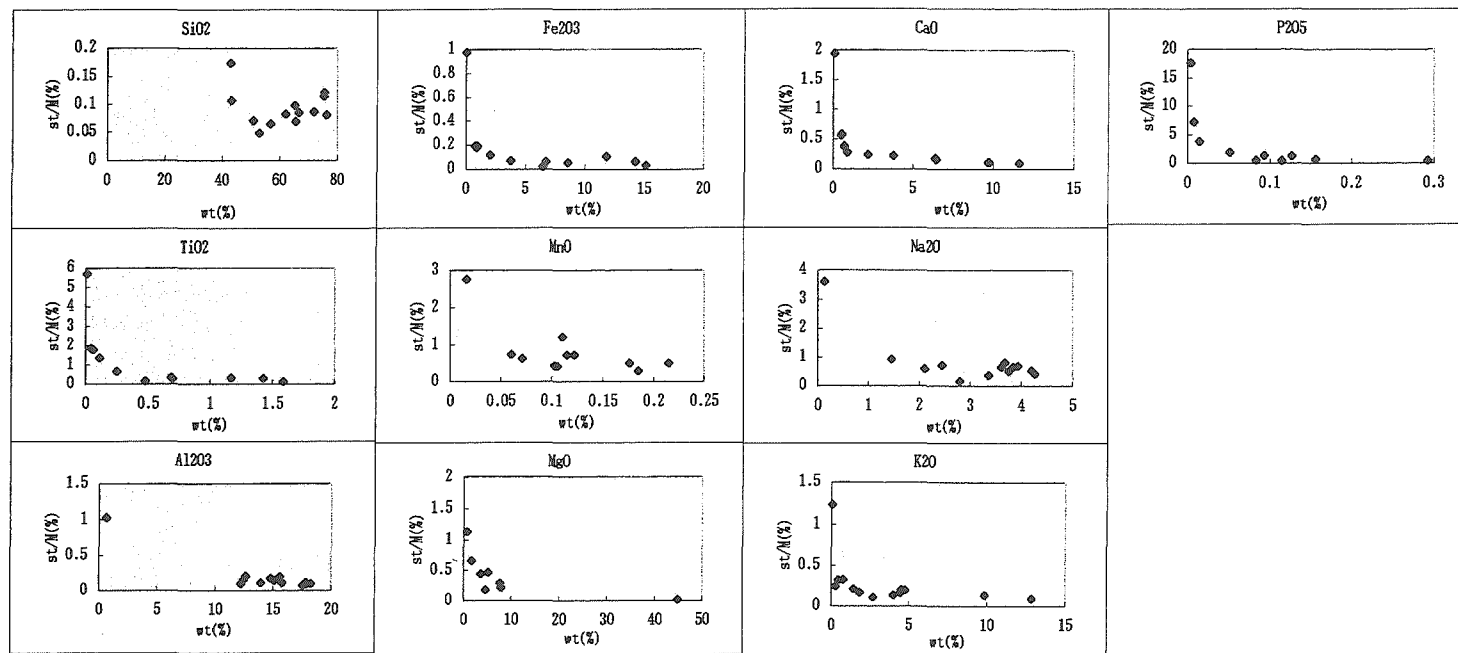 SiO2
st/M(%)
0.2
0.15
0.1
0.05
0
0 20 40 60 80
wt(%)
Fe2O3
st/M(%)
1
0.8
0.6
0.4
0.2
0
0 5 10 15 20
wt(%)
CaO
st/M(%)
2
1.5
1
0.5
0
0 5 10 15
wt(%)
P2O5
st/M(%)
20
15
10
5
0
0 0.1 0.2 0.3
wt(%)
TiO2
st/M(%)
6
5
4
3
2
1
0
0 0.5 1 1.5 2
wt(%)
MnO
st/M(%)
3
2
1
0
0 0.05 0.1 0.15 0.2 0.25
wt(%)
Na2O
st/M(%)
4
3
2
1
0
0 1 2 3 4 5
wt(%)
Al2O3
st/M(%)
1.5
1
0.5
0
0 5 10 15 20
wt(%)
MgO
st/M(%)
2
1.5
1
0.5
0
0 10 20 30 40 50
wt(%)
K2O
st/M(%)
1.5
1
0.5
0
0 5 10 15
wt(%)